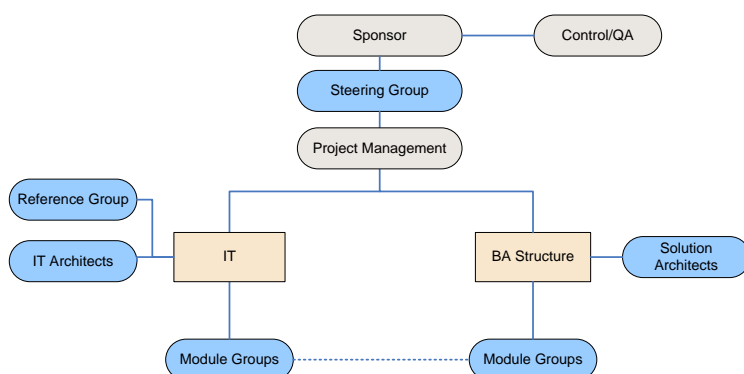 Sponsor
Control/QA
Steering Group
Project Management
Reference Group
IT Architects
IT
BA Structure
Solution
Architects
Module Groups
Module Groups